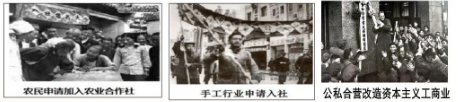 农民申请加入农业合作社
手工行业申请入社
公私合营改造资本主义工商业